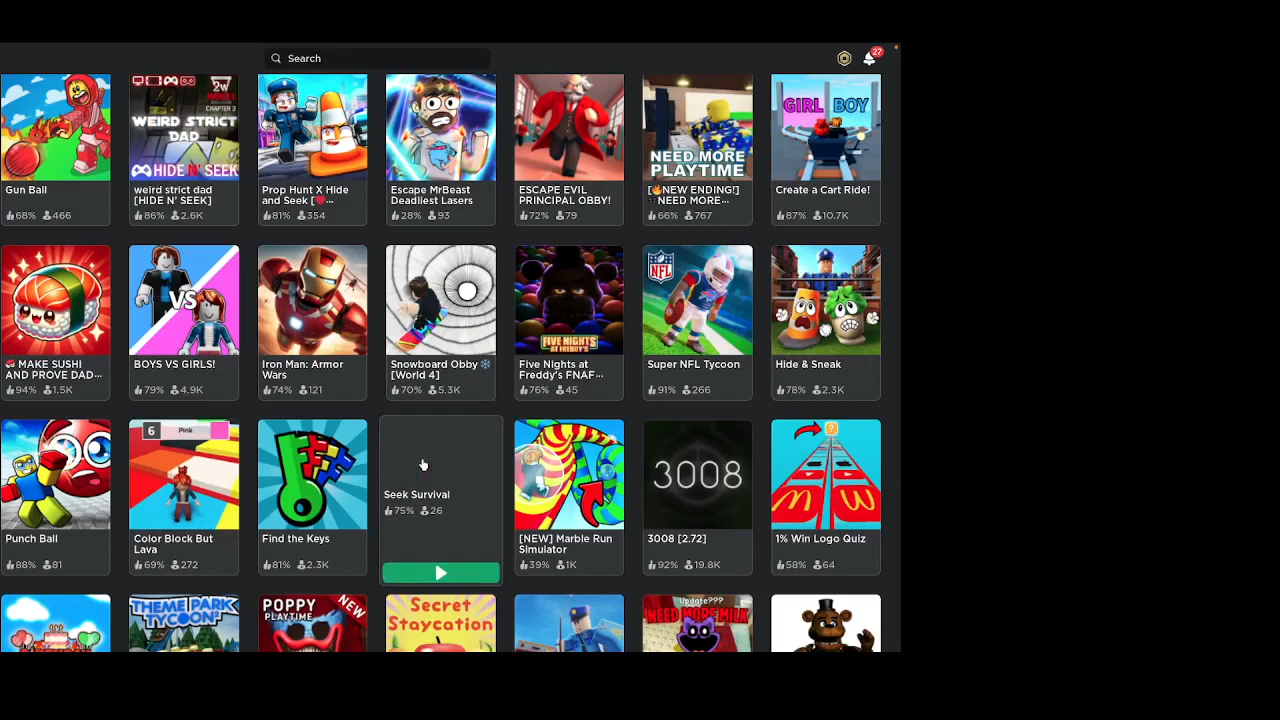 Search
27
2W
CHAPTER 3
WEIRD STRICT
DAD
HIDE N' SEEK
NEED MORE
PLAYTIME
GIRL BOY
Gun Ball
68% 466
weird strict dad
[HIDE N' SEEK]
86% 2.6K
Prop Hunt X Hide
and Seek [❤️...
81% 354
Escape MrBeast
Deadliest Lasers
28% 93
ESCAPE EVIL
PRINCIPAL OBBY!
72% 79
[🔥NEW ENDING!]
NEED MORE...
66% 767
Create a Cart Ride!
87% 10.7K
VS
FIVE NIGHTS
AT FREDDY'S
NFL
🍣 MAKE SUSHI
AND PROVE DAD...
94% 1.5K
BOYS VS GIRLS!
79% 4.9K
Iron Man: Armor
Wars
74% 121
Snowboard Obby ❄️
[World 4]
70% 5.3K
Five Nights at
Freddy's FNAF...
76% 45
Super NFL Tycoon
91% 266
Hide & Sneak
78% 2.3K
6 Pink
3008
?
Punch Ball
88% 81
Color Block But
Lava
69% 272
Find the Keys
81% 2.3K
Seek Survival
75% 26
[NEW] Marble Run
Simulator
39% 1K
3008 [2.72]
92% 19.8K
1% Win Logo Quiz
58% 64
THEME PARK
TYCOON
POPPY
PLAYTIME
NEW
Secret
Staycation
Update???
NEED MORE MILK